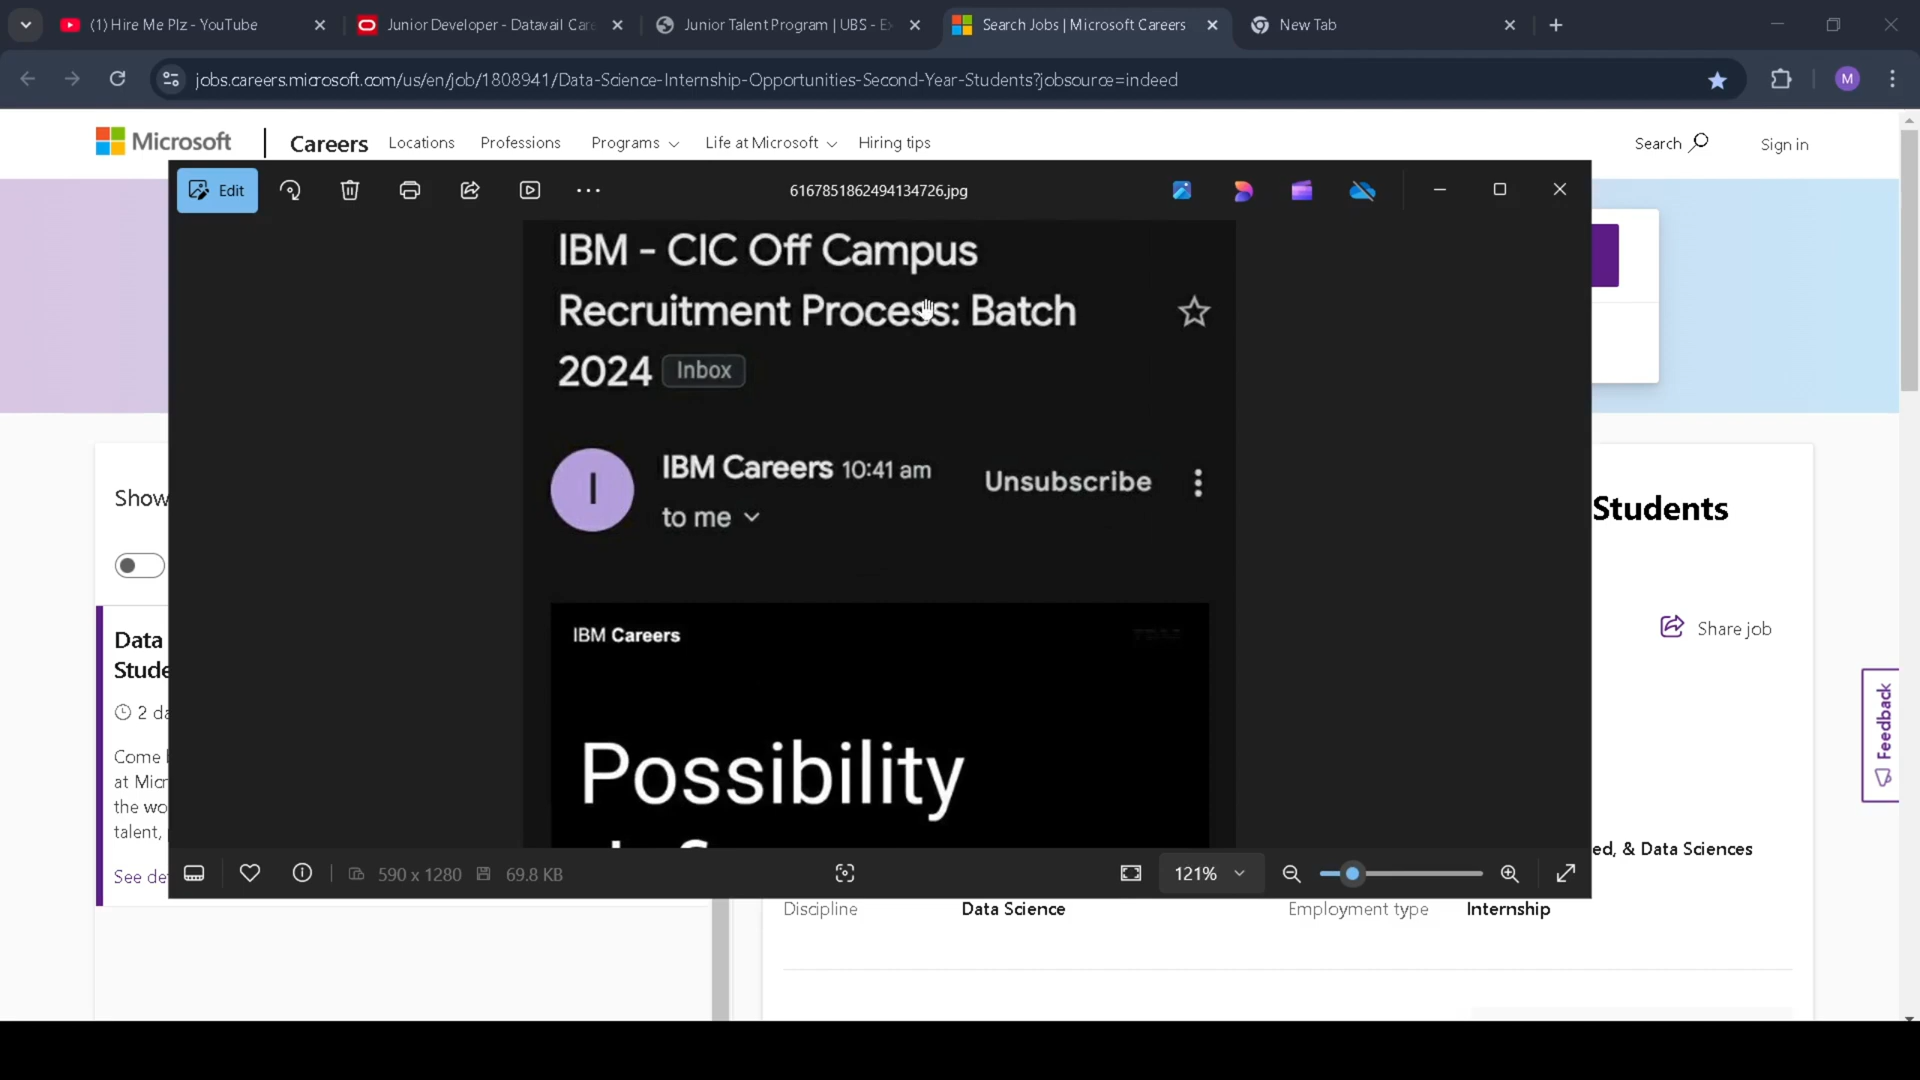 (1) Hire Me Plz - YouTube
Junior Developer - Datavail Care
Junior Talent Program | UBS - Ex
Search Jobs | Microsoft Careers
New Tab
jobs.careers.microsoft.com/us/en/job/1808941/Data-Science-Internship-Opportunities-Second-Year-Students?jobsource=indeed
M
Microsoft
Careers
Locations
Professions
Programs
Life at Microsoft
Hiring tips
Search
Sign in
Edit
6167851862494134726.jpg
IBM - CIC Off Campus
Recruitment Process: Batch
2024 Inbox
I
IBM Careers 10:41 am
Unsubscribe
to me
IBM Careers
Possibility
Show
Students
Share job
Data
Stude
2 da
Come
at Micr
the wo
talent,
See de
Feedback
590 x 1280
69.8 KB
121%
ed, & Data Sciences
Discipline
Data Science
Employment type
Internship